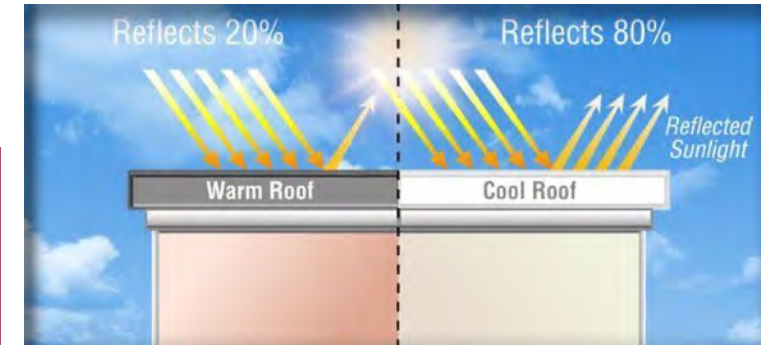 Reflects 20%
Reflects 80%
Reflected
Sunlight
Warm Roof
Cool Roof